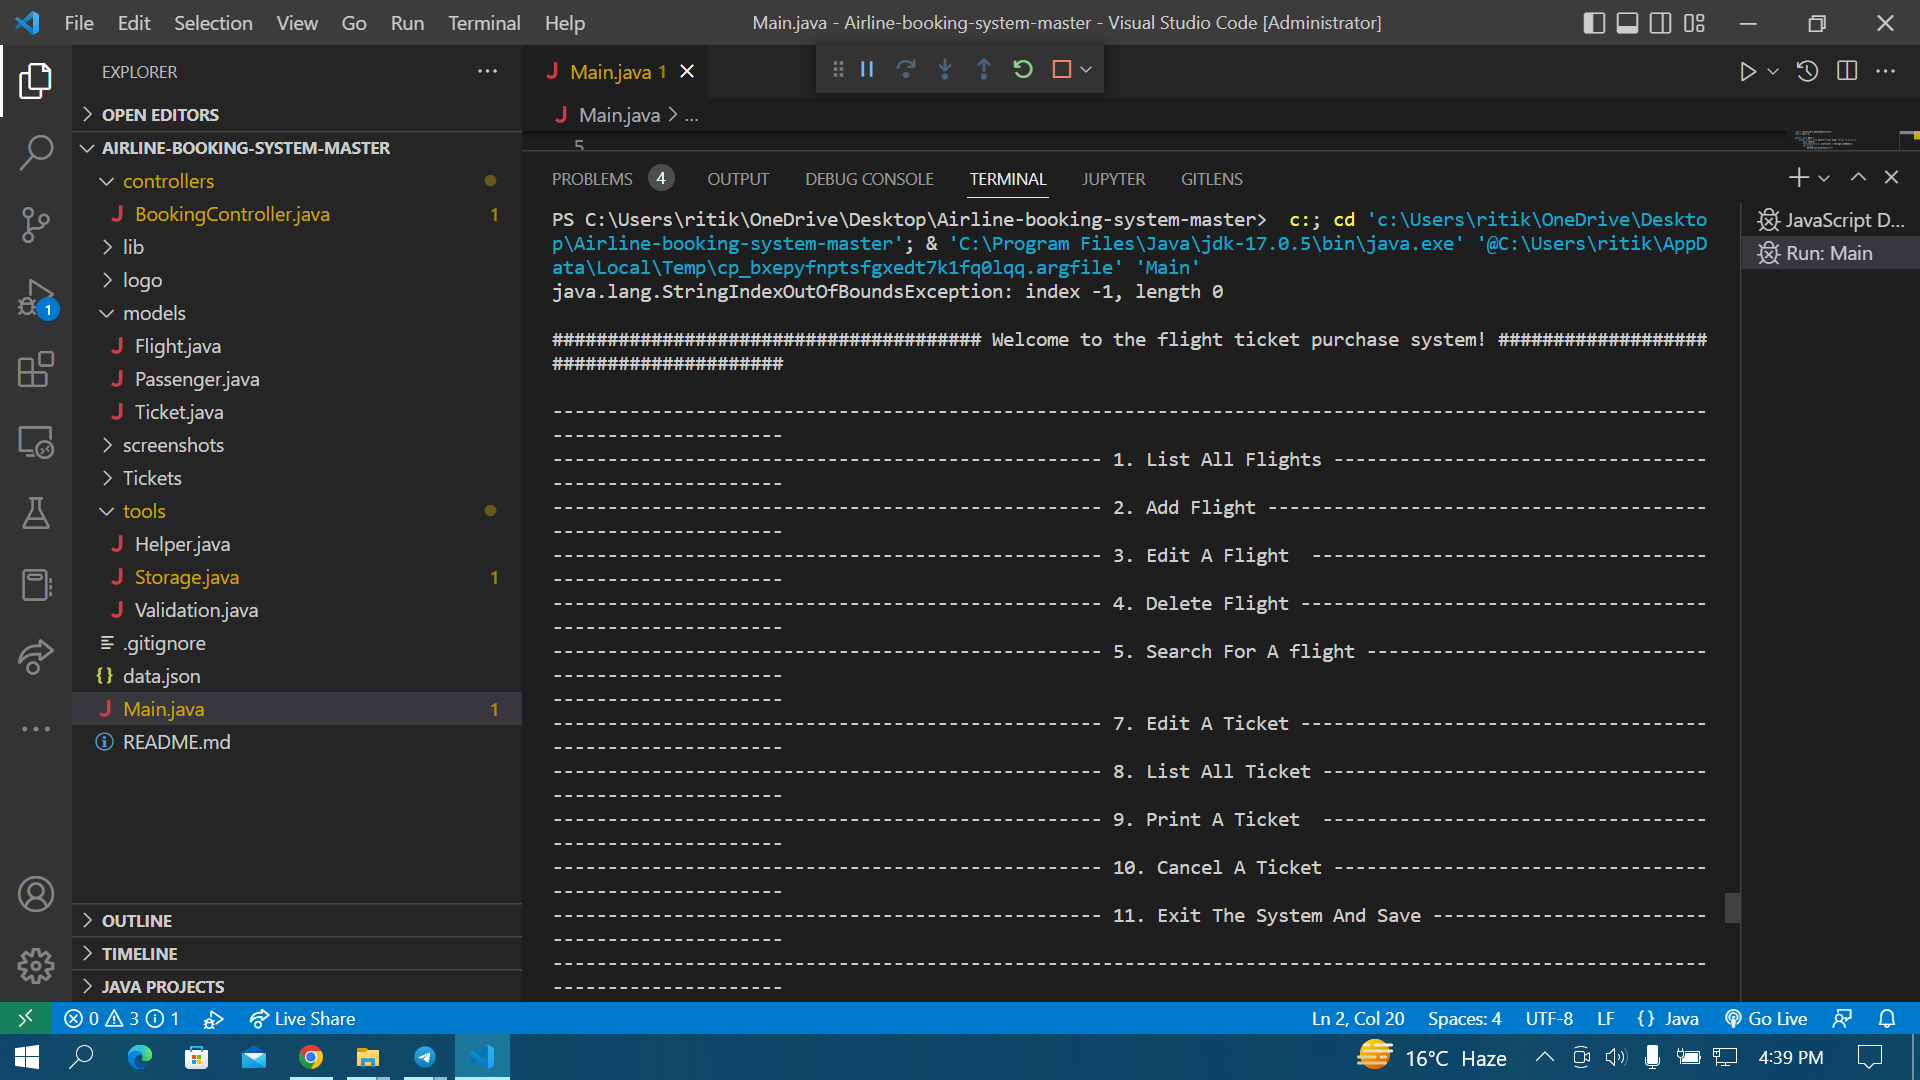 File Edit Selection View Go Run Terminal Help
Main.java - Airline-booking-system-master - Visual Studio Code [Administrator]
EXPLORER
OPEN EDITORS
AIRLINE-BOOKING-SYSTEM-MASTER
controllers
J BookingController.java 1
lib
logo
models
J Flight.java
J Passenger.java
J Ticket.java
screenshots
Tickets
tools
J Helper.java
J Storage.java 1
J Validation.java
.gitignore
{} data.json
J Main.java 1
README.md
OUTLINE
TIMELINE
JAVA PROJECTS
1
J Main.java 1
J Main.java > ...
5
PROBLEMS 4 OUTPUT DEBUG CONSOLE TERMINAL JUPYTER GITLENS
PS C:\Users\ritik\OneDrive\Desktop\Airline-booking-system-master>  c:; cd 'c:\Users\ritik\OneDrive\Deskto
p\Airline-booking-system-master'; & 'C:\Program Files\Java\jdk-17.0.5\bin\java.exe' '@C:\Users\ritik\AppD
ata\Local\Temp\cp_bxepyfnptsfgxedt7k1fq0lqq.argfile' 'Main'
java.lang.StringIndexOutOfBoundsException: index -1, length 0
####################################### Welcome to the flight ticket purchase system! ###################
#####################
---------------------------------------------------------------------------------------------------------
---------------------
-------------------------------------------------- 1. List All Flights ----------------------------------
---------------------
-------------------------------------------------- 2. Add Flight ----------------------------------------
---------------------
-------------------------------------------------- 3. Edit A Flight  ------------------------------------
---------------------
-------------------------------------------------- 4. Delete Flight -------------------------------------
---------------------
-------------------------------------------------- 5. Search For A flight -------------------------------
---------------------
---------------------
-------------------------------------------------- 7. Edit A Ticket -------------------------------------
---------------------
-------------------------------------------------- 8. List All Ticket -----------------------------------
---------------------
-------------------------------------------------- 9. Print A Ticket  -----------------------------------
---------------------
-------------------------------------------------- 10. Cancel A Ticket ----------------------------------
---------------------
-------------------------------------------------- 11. Exit The System And Save -------------------------
---------------------
---------------------------------------------------------------------------------------------------------
---------------------
JavaScript D...
Run: Main
0 3 1 Live Share
Ln 2, Col 20 Spaces: 4 UTF-8 LF {} Java Go Live
16°C Haze 4:39 PM